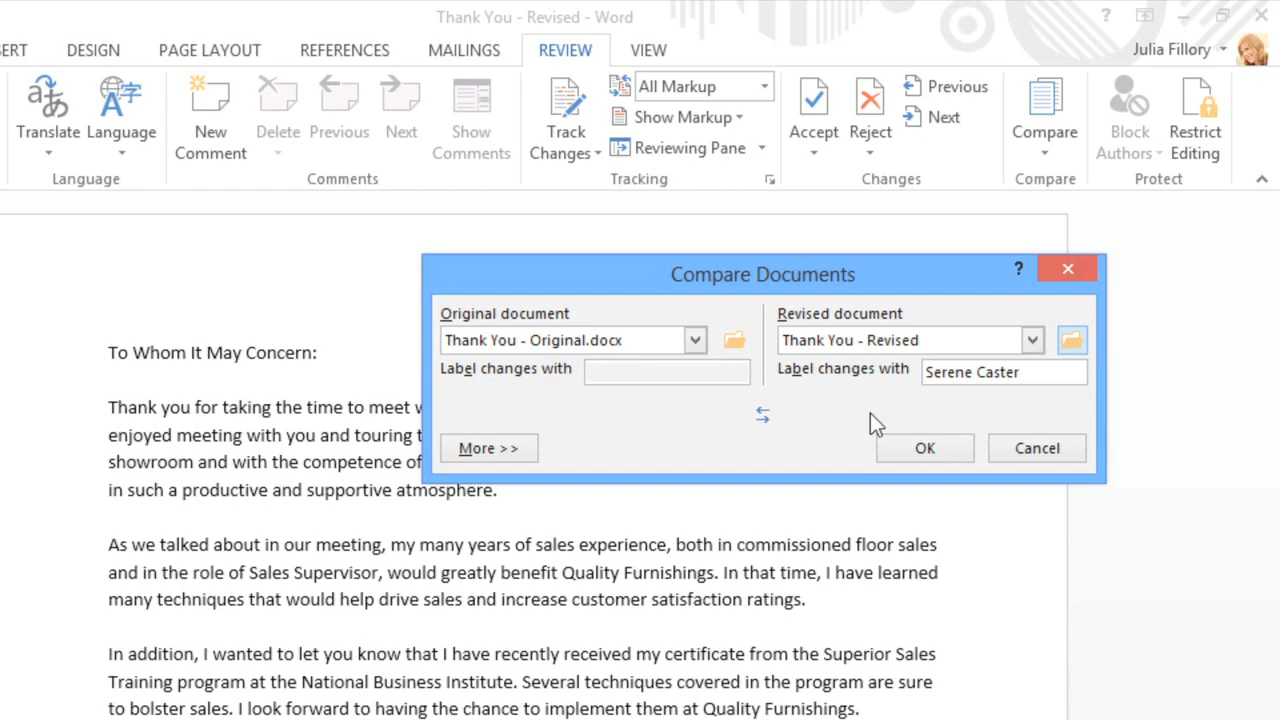 Thank You - Revised - Word
?
ERT DESIGN PAGE LAYOUT REFERENCES MAILINGS REVIEW VIEW
Julia Fillory
Translate
Language
Language
New
Comment
Delete
Previous
Next
Show
Comments
Comments
Track
Changes
All Markup
Show Markup
Reviewing Pane
Tracking
Accept
Reject
Previous
Next
Changes
Compare
Compare
Block
Authors
Restrict
Editing
Protect
Compare Documents
?
Original document
Thank You - Original.docx
Label changes with
Revised document
Thank You - Revised
Label changes with
Serene Caster
More >>
OK
Cancel
To Whom It May Concern:
Thank you for taking the time to meet
enjoyed meeting with you and touring
showroom and with the competence of
in such a productive and supportive atmosphere.
As we talked about in our meeting, my many years of sales experience, both in commissioned floor sales
and in the role of Sales Supervisor, would greatly benefit Quality Furnishings. In that time, I have learned
many techniques that would help drive sales and increase customer satisfaction ratings.
In addition, I wanted to let you know that I have recently received my certificate from the Superior Sales
Training program at the National Business Institute. Several techniques covered in the program are sure
to bolster sales. I look forward to having the chance to implement them at Quality Furnishings.